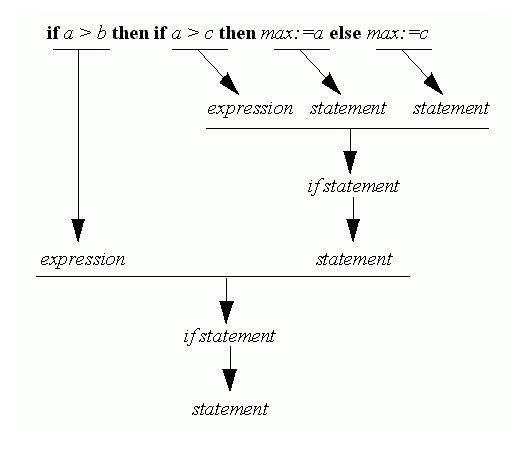 if a > b then if a > c then max:=a else max:=c
expression statement statement
if statement
expression statement
if statement
statement